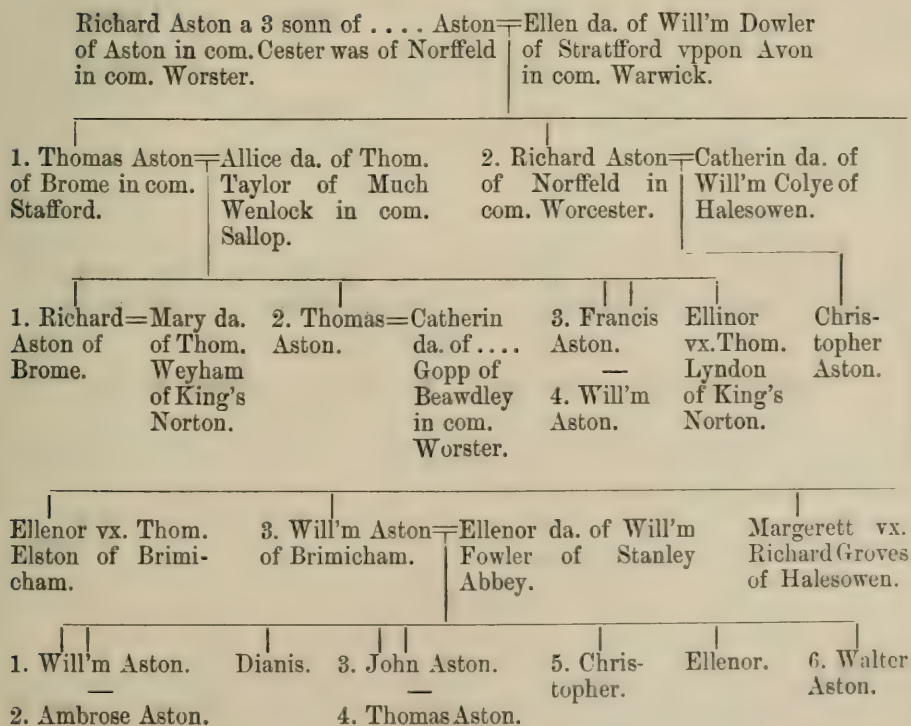 Richard Aston a 3 sonn of .... Aston=Ellen da. of Will'm Dowler
of Aston in com. Cester was of Norffeld of Stratfford vppon Avon
in com. Worster. in com. Warwick.
1. Thomas Aston=Allice da. of Thom.
of Brome in com. Taylor of Much
Stafford. Wenlock in com.
Sallop.
2. Richard Aston=Catherin da. of
of Norffeld in Will'm Colye of
com. Worcester. Halesowen.
1. Richard=Mary da.
Aston of of Thom.
Brome. Weyham
of King's
Norton.
2. Thomas=Catherin
Aston. da. of ....
Gopp of
Beawdley
in com.
Worster.
3. Francis
Aston.
—
4. Will'm
Aston.
Ellinor
vx. Thom.
Lyndon
of King's
Norton.
Chris-
topher
Aston.
Ellenor vx. Thom.
Elston of Brimi-
cham.
3. Will'm Aston=Ellenor da. of Will'm
of Brimicham. Fowler of Stanley
Abbey.
Margerett vx.
Richard Groves
of Halesowen.
1. Will'm Aston.
—
2. Ambrose Aston.
Dianis.
3. John Aston.
—
4. Thomas Aston.
5. Chris-
topher.
Ellenor.
6. Walter
Aston.